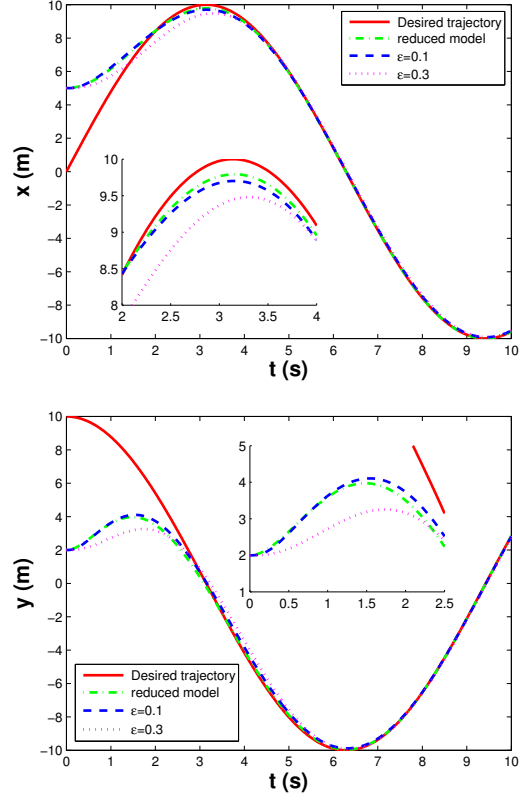 10
8
6
4
2
0
−2
−4
−6
−8
−10
x (m)
Desired trajectory
reduced model
ε=0.1
ε=0.3
10
9.5
9
8.5
8
2 2.5 3 3.5 4
0 1 2 3 4 5 6 7 8 9 10
t (s)
10
8
6
4
2
0
−2
−4
−6
−8
−10
y (m)
5
4
3
2
1
0 0.5 1 1.5 2 2.5
Desired trajectory
reduced model
ε=0.1
ε=0.3
0 1 2 3 4 5 6 7 8 9 10
t (s)